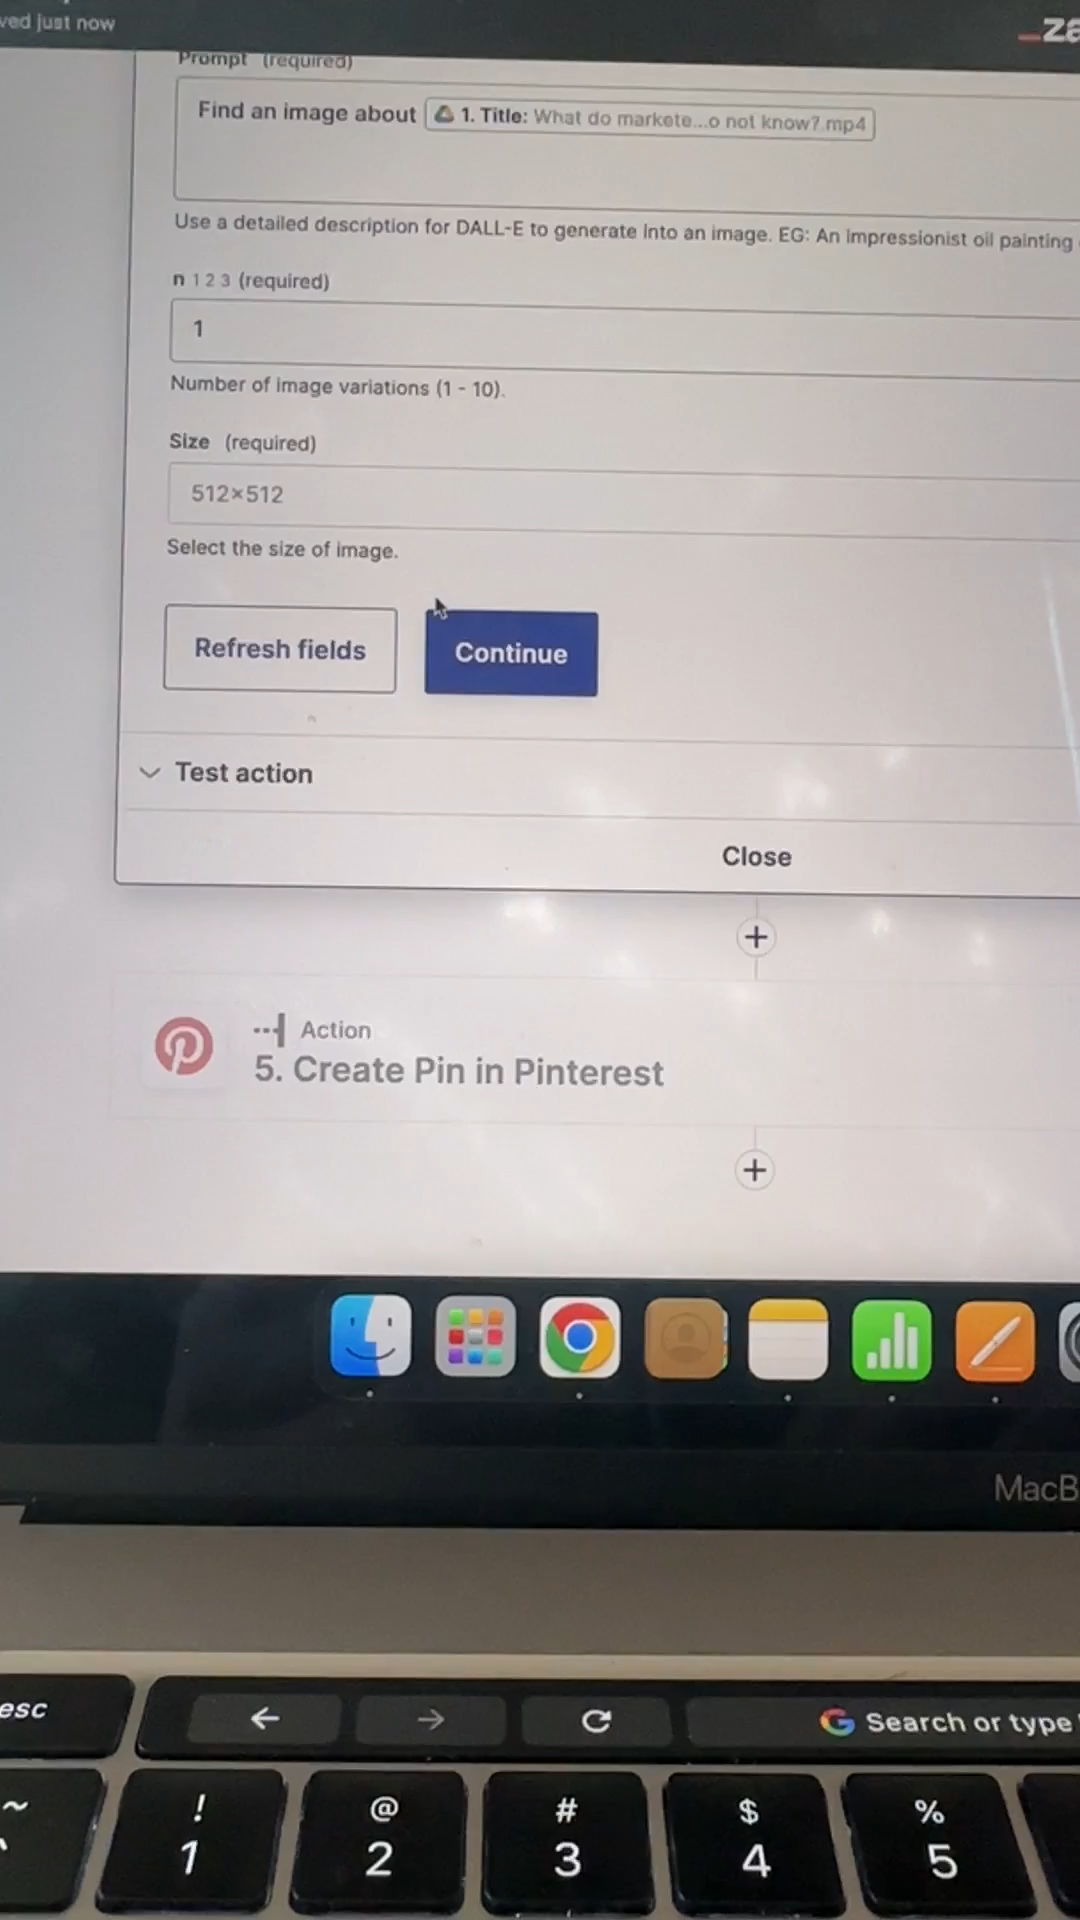 ved just now
Prompt (required)
Find an image about 1. Title: What do markete...o not know?.mp4
Use a detailed description for DALL-E to generate into an image. EG: An impressionist oil painting
n 1 2 3 (required)
1
Number of image variations (1 - 10).
Size (required)
512×512
Select the size of image.
Refresh fields
Continue
Test action
Close
Action
5. Create Pin in Pinterest
MacB
esc
Search or type
~ ! @ # $ %
` 1 2 3 4 5